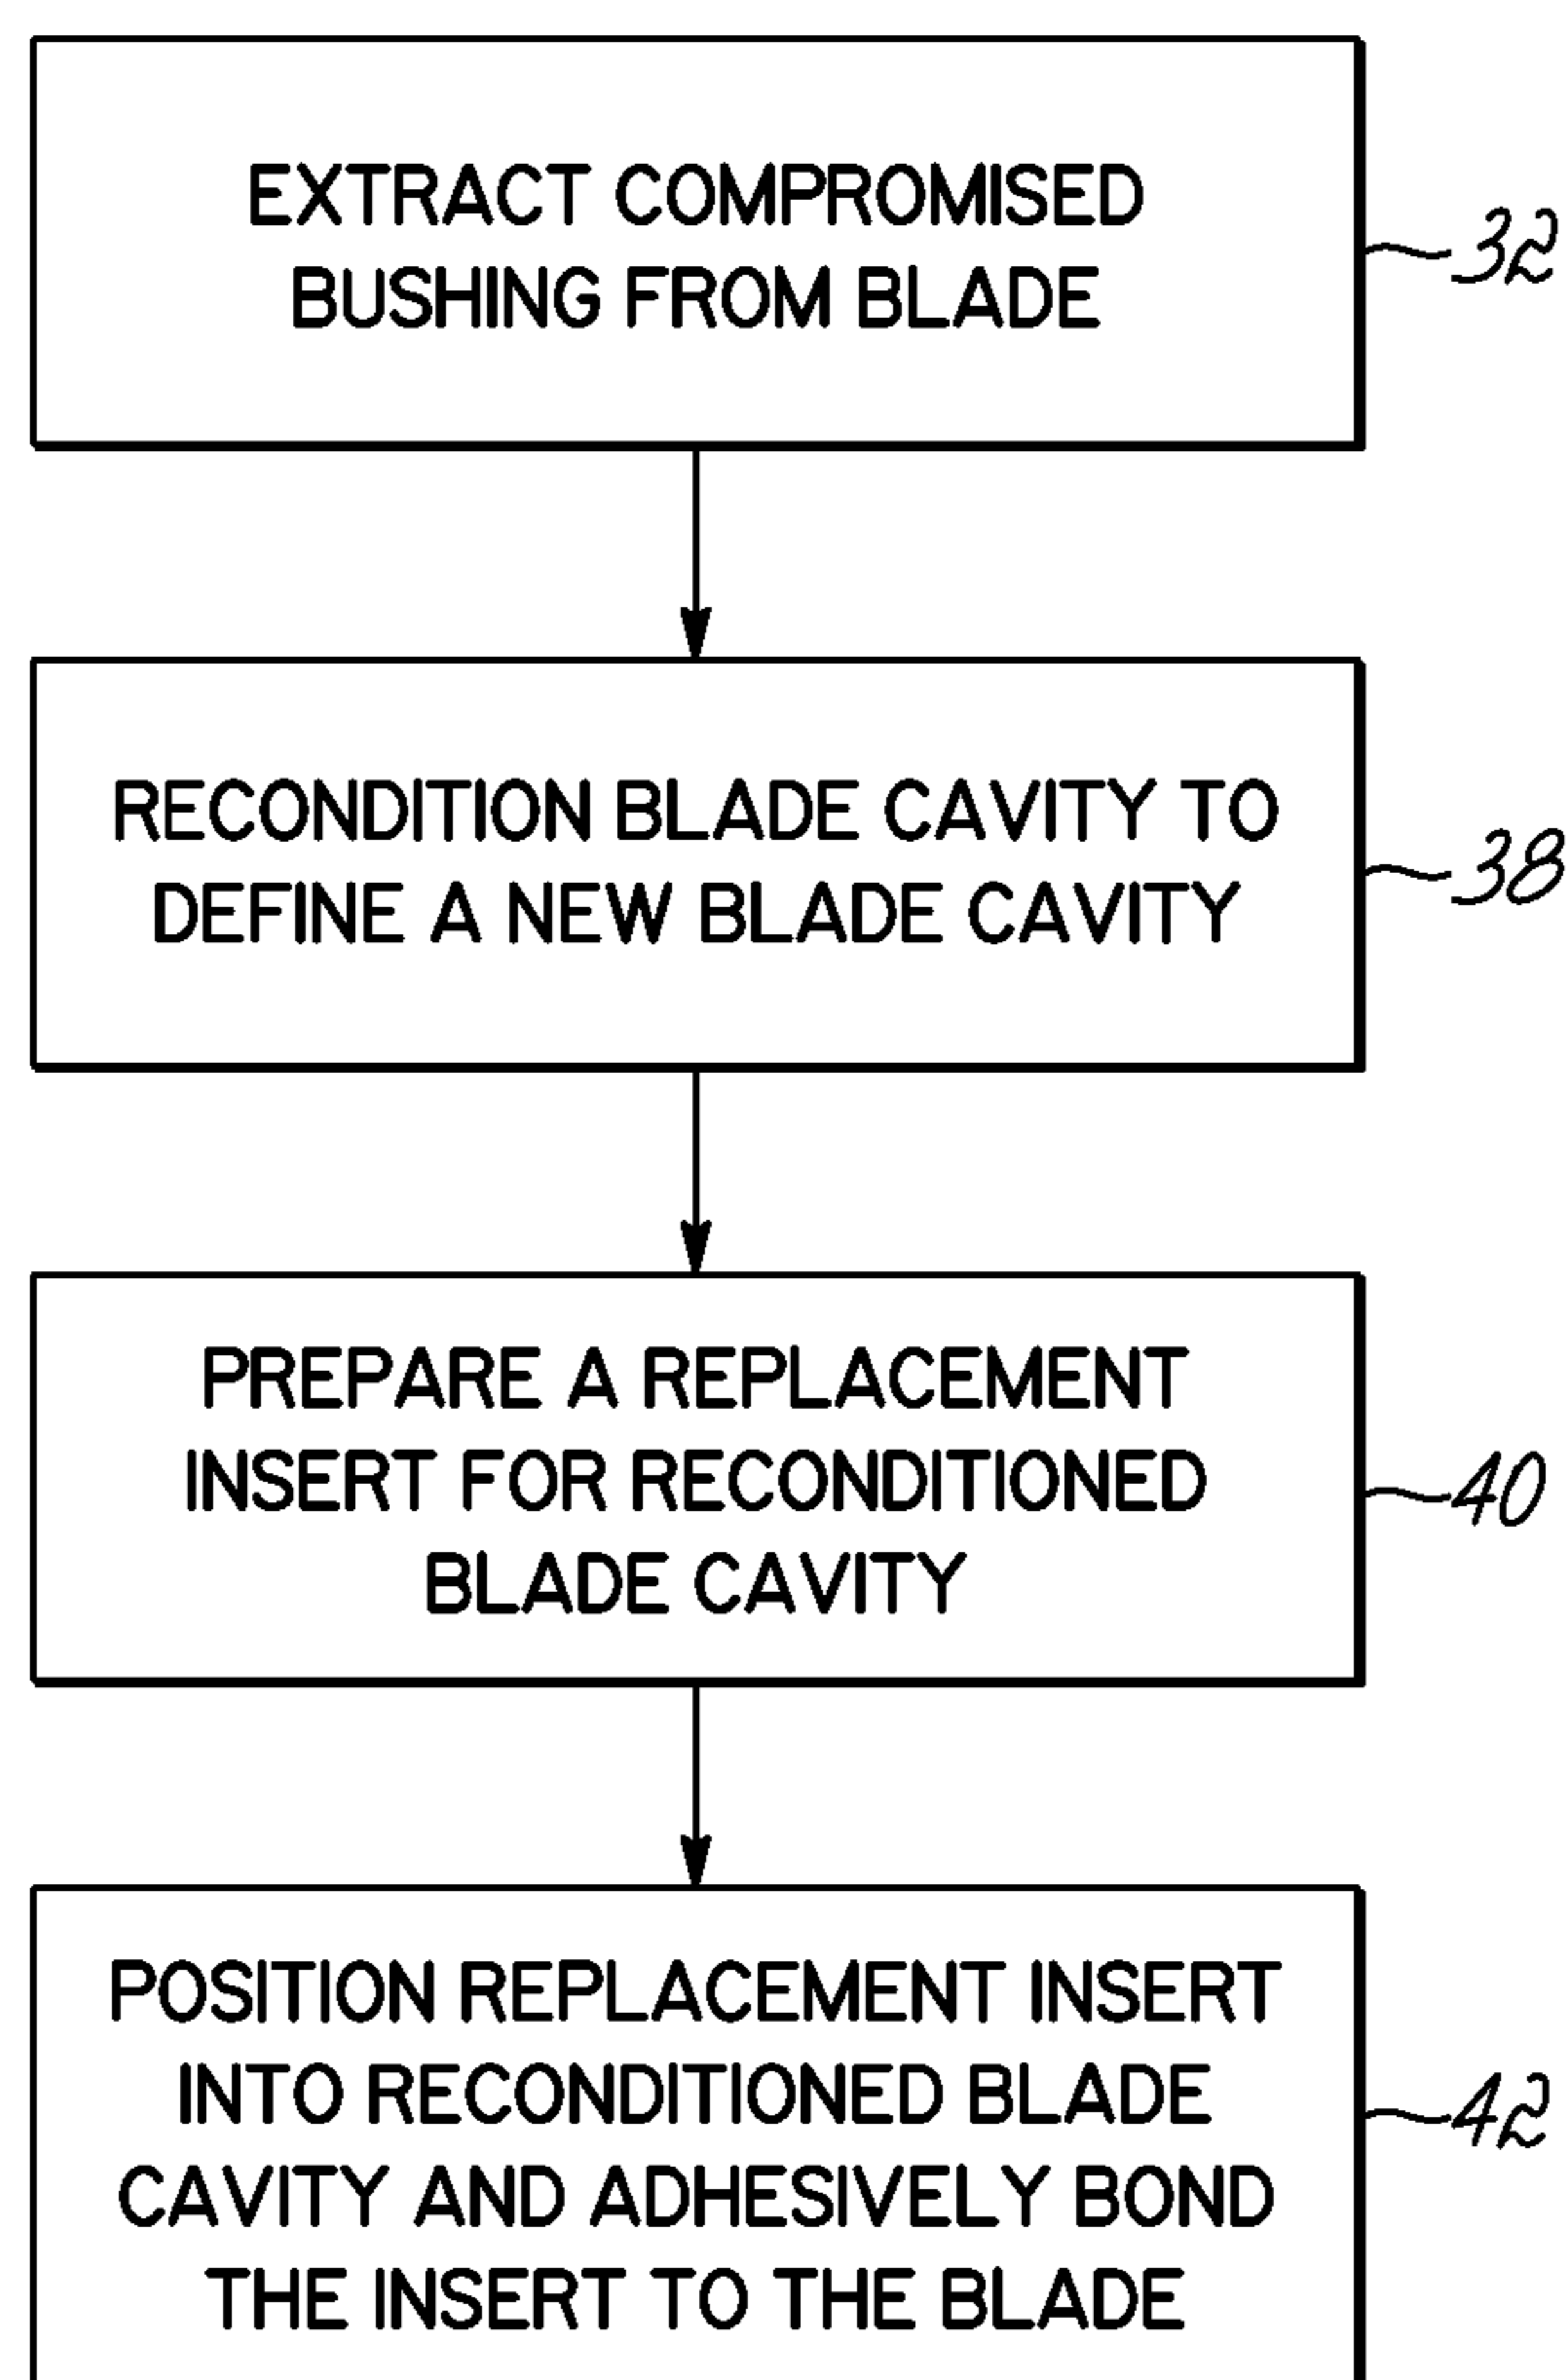 EXTRACT COMPROMISED
BUSHING FROM BLADE
32
RECONDITION BLADE CAVITY TO
DEFINE A NEW BLADE CAVITY
38
PREPARE A REPLACEMENT
INSERT FOR RECONDITIONED
BLADE CAVITY
40
POSITION REPLACEMENT INSERT
INTO RECONDITIONED BLADE
CAVITY AND ADHESIVELY BOND
THE INSERT TO THE BLADE
42